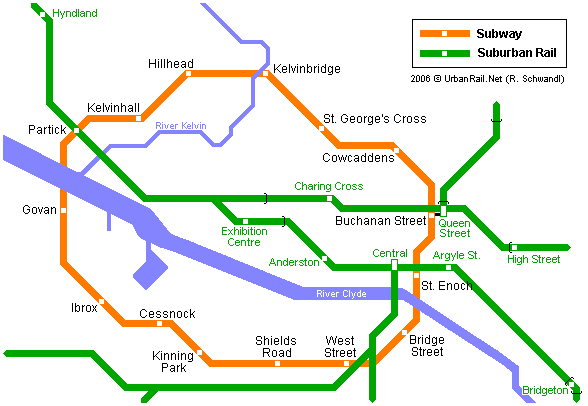 Hyndland
Subway
Suburban Rail
2006 © UrbanRail.Net (R. Schwandl)
Hillhead
Kelvinbridge
Kelvinhall
St. George's Cross
Partick
River Kelvin
Cowcaddens
Charing Cross
Govan
Buchanan Street
Queen
Street
Exhibition
Centre
Anderston
Central
Argyle St.
High Street
St. Enoch
River Clyde
Ibrox
Cessnock
Kinning
Park
Shields
Road
West
Street
Bridge
Street
Bridgeton